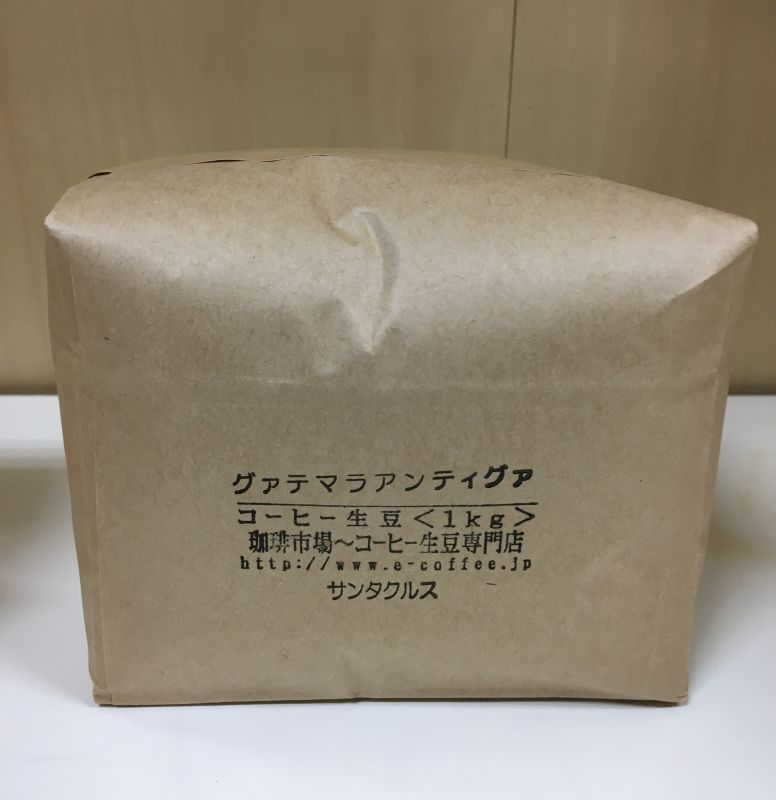 グァテマラアンティグァ
コーヒー生豆<1kg>
珈琲市場～コーヒー生豆専門店
http://www.e-coffee.jp
サンタクルス